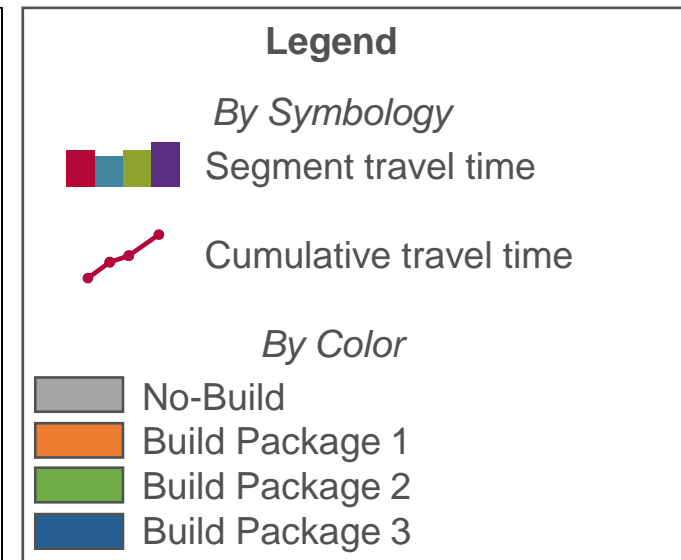 Legend
By Symbology
Segment travel time
Cumulative travel time
By Color
No-Build
Build Package 1
Build Package 2
Build Package 3